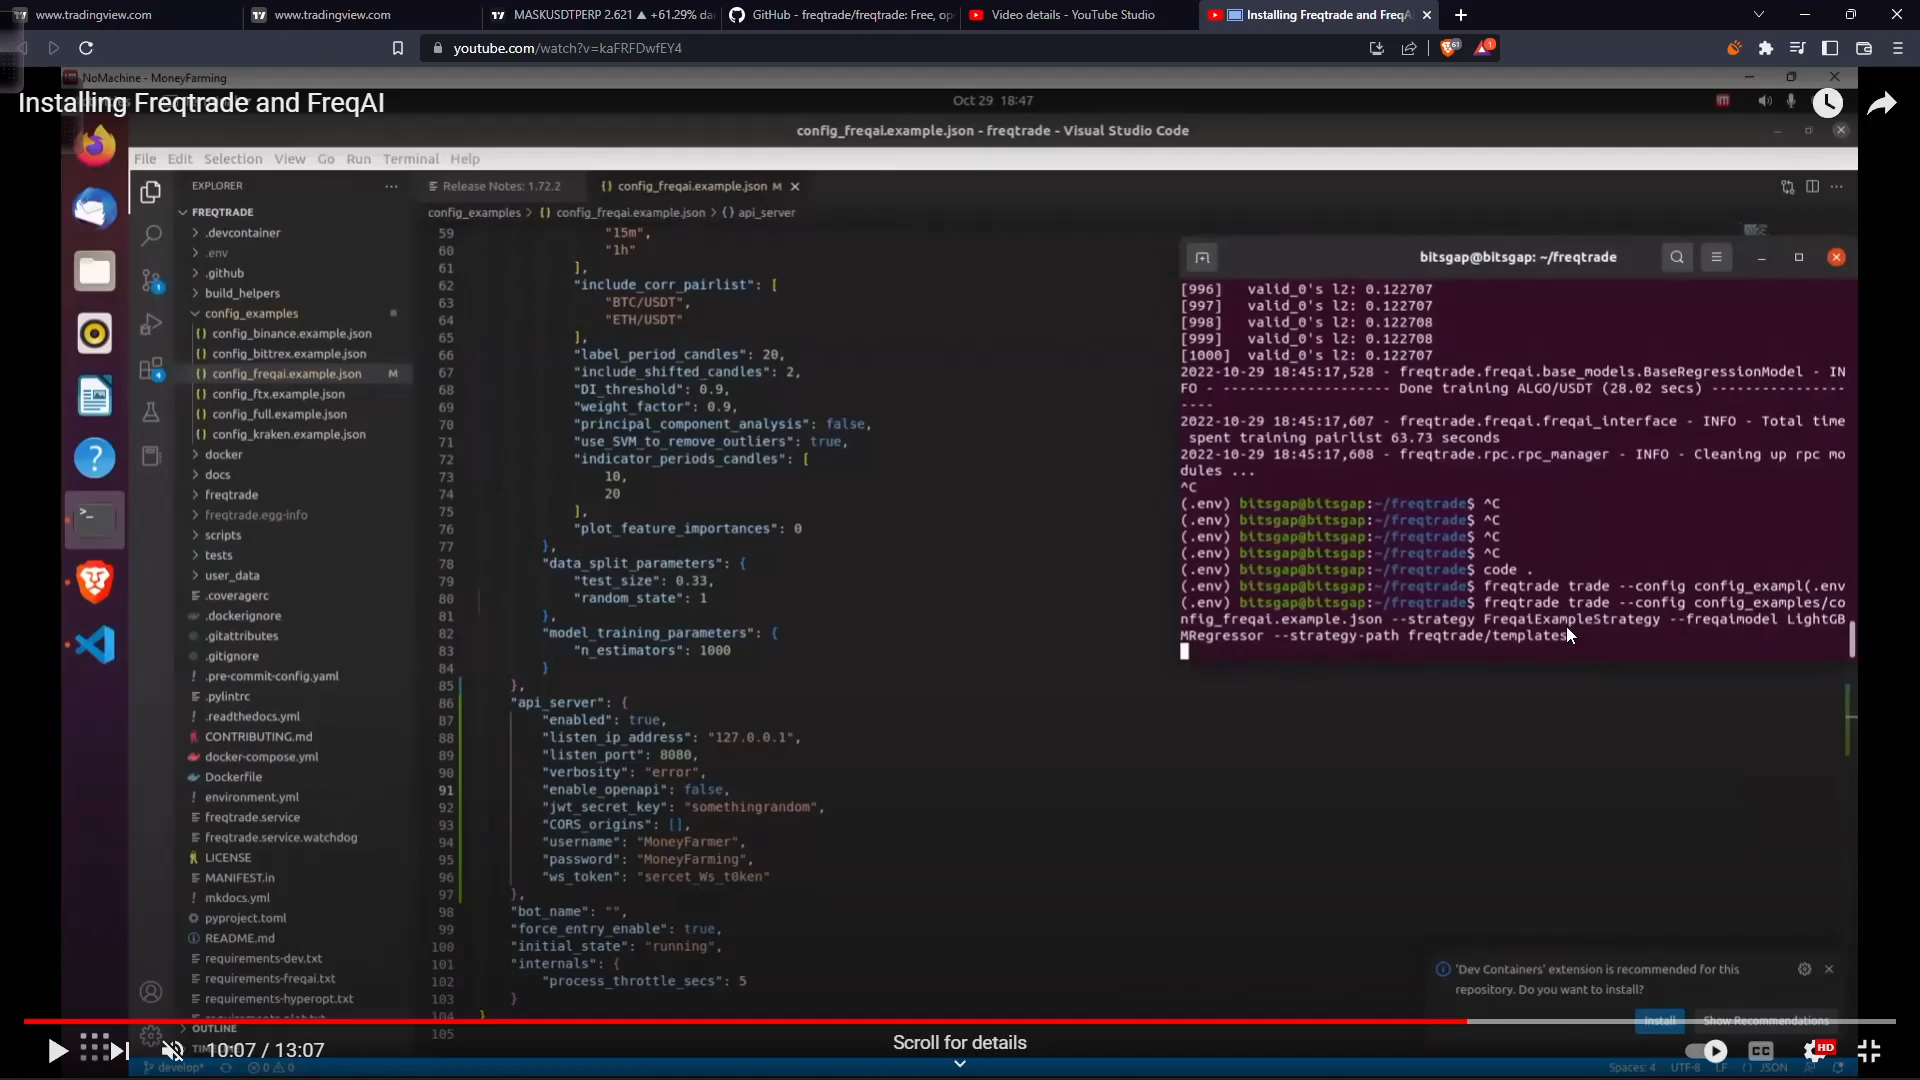 www.tradingview.com
www.tradingview.com
MASKUSDTPERP 2.621 ▲ +61.29%
GitHub - freqtrade/freqtrade: Free, op
Video details - YouTube Studio
Installing Freqtrade and FreqAI
youtube.com/watch?v=kaFRFDwfEY4
61
1
NoMachine - MoneyFarming
Installing Freqtrade and FreqAI
Oct 29 18:47
config_freqai.example.json - freqtrade - Visual Studio Code
File Edit Selection View Go Run Terminal Help
EXPLORER
FREQTRADE
.devcontainer
.env
.github
build_helpers
config_examples
config_binance.example.json
config_bittrex.example.json
config_freqai.example.json M
config_ftx.example.json
config_full.example.json
config_kraken.example.json
docker
docs
freqtrade
freqtrade.egg-info
scripts
tests
user_data
.coveragerc
.dockerignore
.gitattributes
.gitignore
.pre-commit-config.yaml
.pylintrc
.readthedocs.yml
CONTRIBUTING.md
docker-compose.yml
Dockerfile
environment.yml
freqtrade.service
freqtrade.service.watchdog
LICENSE
MANIFEST.in
mkdocs.yml
pyproject.toml
README.md
requirements-dev.txt
requirements-freqai.txt
requirements-hyperopt.txt
OUTLINE
Release Notes: 1.72.2
{} config_freqai.example.json M
config_examples > {} config_freqai.example.json > {} api_server
59 "15m",
60 "1h"
61 ],
62 "include_corr_pairlist": [
63 "BTC/USDT",
64 "ETH/USDT"
65 ],
66 "label_period_candles": 20,
67 "include_shifted_candles": 2,
68 "DI_threshold": 0.9,
69 "weight_factor": 0.9,
70 "principal_component_analysis": false,
71 "use_SVM_to_remove_outliers": true,
72 "indicator_periods_candles": [
73 10,
74 20
75 ],
76 "plot_feature_importances": 0
77 },
78 "data_split_parameters": {
79 "test_size": 0.33,
80 "random_state": 1
81 },
82 "model_training_parameters": {
83 "n_estimators": 1000
84 }
85 },
86 "api_server": {
87 "enabled": true,
88 "listen_ip_address": "127.0.0.1",
89 "listen_port": 8080,
90 "verbosity": "error",
91 "enable_openapi": false,
92 "jwt_secret_key": "somethingrandom",
93 "CORS_origins": [],
94 "username": "MoneyFarmer",
95 "password": "MoneyFarming",
96 "ws_token": "sercet_Ws_t0ken"
97 },
98 "bot_name": "",
99 "force_entry_enable": true,
100 "initial_state": "running",
101 "internals": {
102 "process_throttle_secs": 5
103 }
104 }
105
bitsgap@bitsgap: ~/freqtrade
[996] valid_0's l2: 0.122707
[997] valid_0's l2: 0.122707
[998] valid_0's l2: 0.122708
[999] valid_0's l2: 0.122708
[1000] valid_0's l2: 0.122707
2022-10-29 18:45:17,528 - freqtrade.freqai.base_models.BaseRegressionModel - IN
FO - -------------------- Done training ALGO/USDT (28.02 secs) -----------------
----
2022-10-29 18:45:17,607 - freqtrade.freqai.freqai_interface - INFO - Total time
spent training pairlist 63.73 seconds
2022-10-29 18:45:17,608 - freqtrade.rpc.rpc_manager - INFO - Cleaning up rpc mo
dules ...
^C
(.env) bitsgap@bitsgap:~/freqtrade$ ^C
(.env) bitsgap@bitsgap:~/freqtrade$ ^C
(.env) bitsgap@bitsgap:~/freqtrade$ ^C
(.env) bitsgap@bitsgap:~/freqtrade$ ^C
(.env) bitsgap@bitsgap:~/freqtrade$ code .
(.env) bitsgap@bitsgap:~/freqtrade$ freqtrade trade --config config_exampl(.env
(.env) bitsgap@bitsgap:~/freqtrade$ freqtrade trade --config config_examples/co
nfig_freqai.example.json --strategy FreqaiExampleStrategy --freqaimodel LightGB
MRegressor --strategy-path freqtrade/templates
'Dev Containers' extension is recommended for this
repository. Do you want to install?
Install
Show Recommendations
10:07 / 13:07
Scroll for details
CC
HD
develop*
0 0
Spaces: 4 UTF-8 LF {} JSON